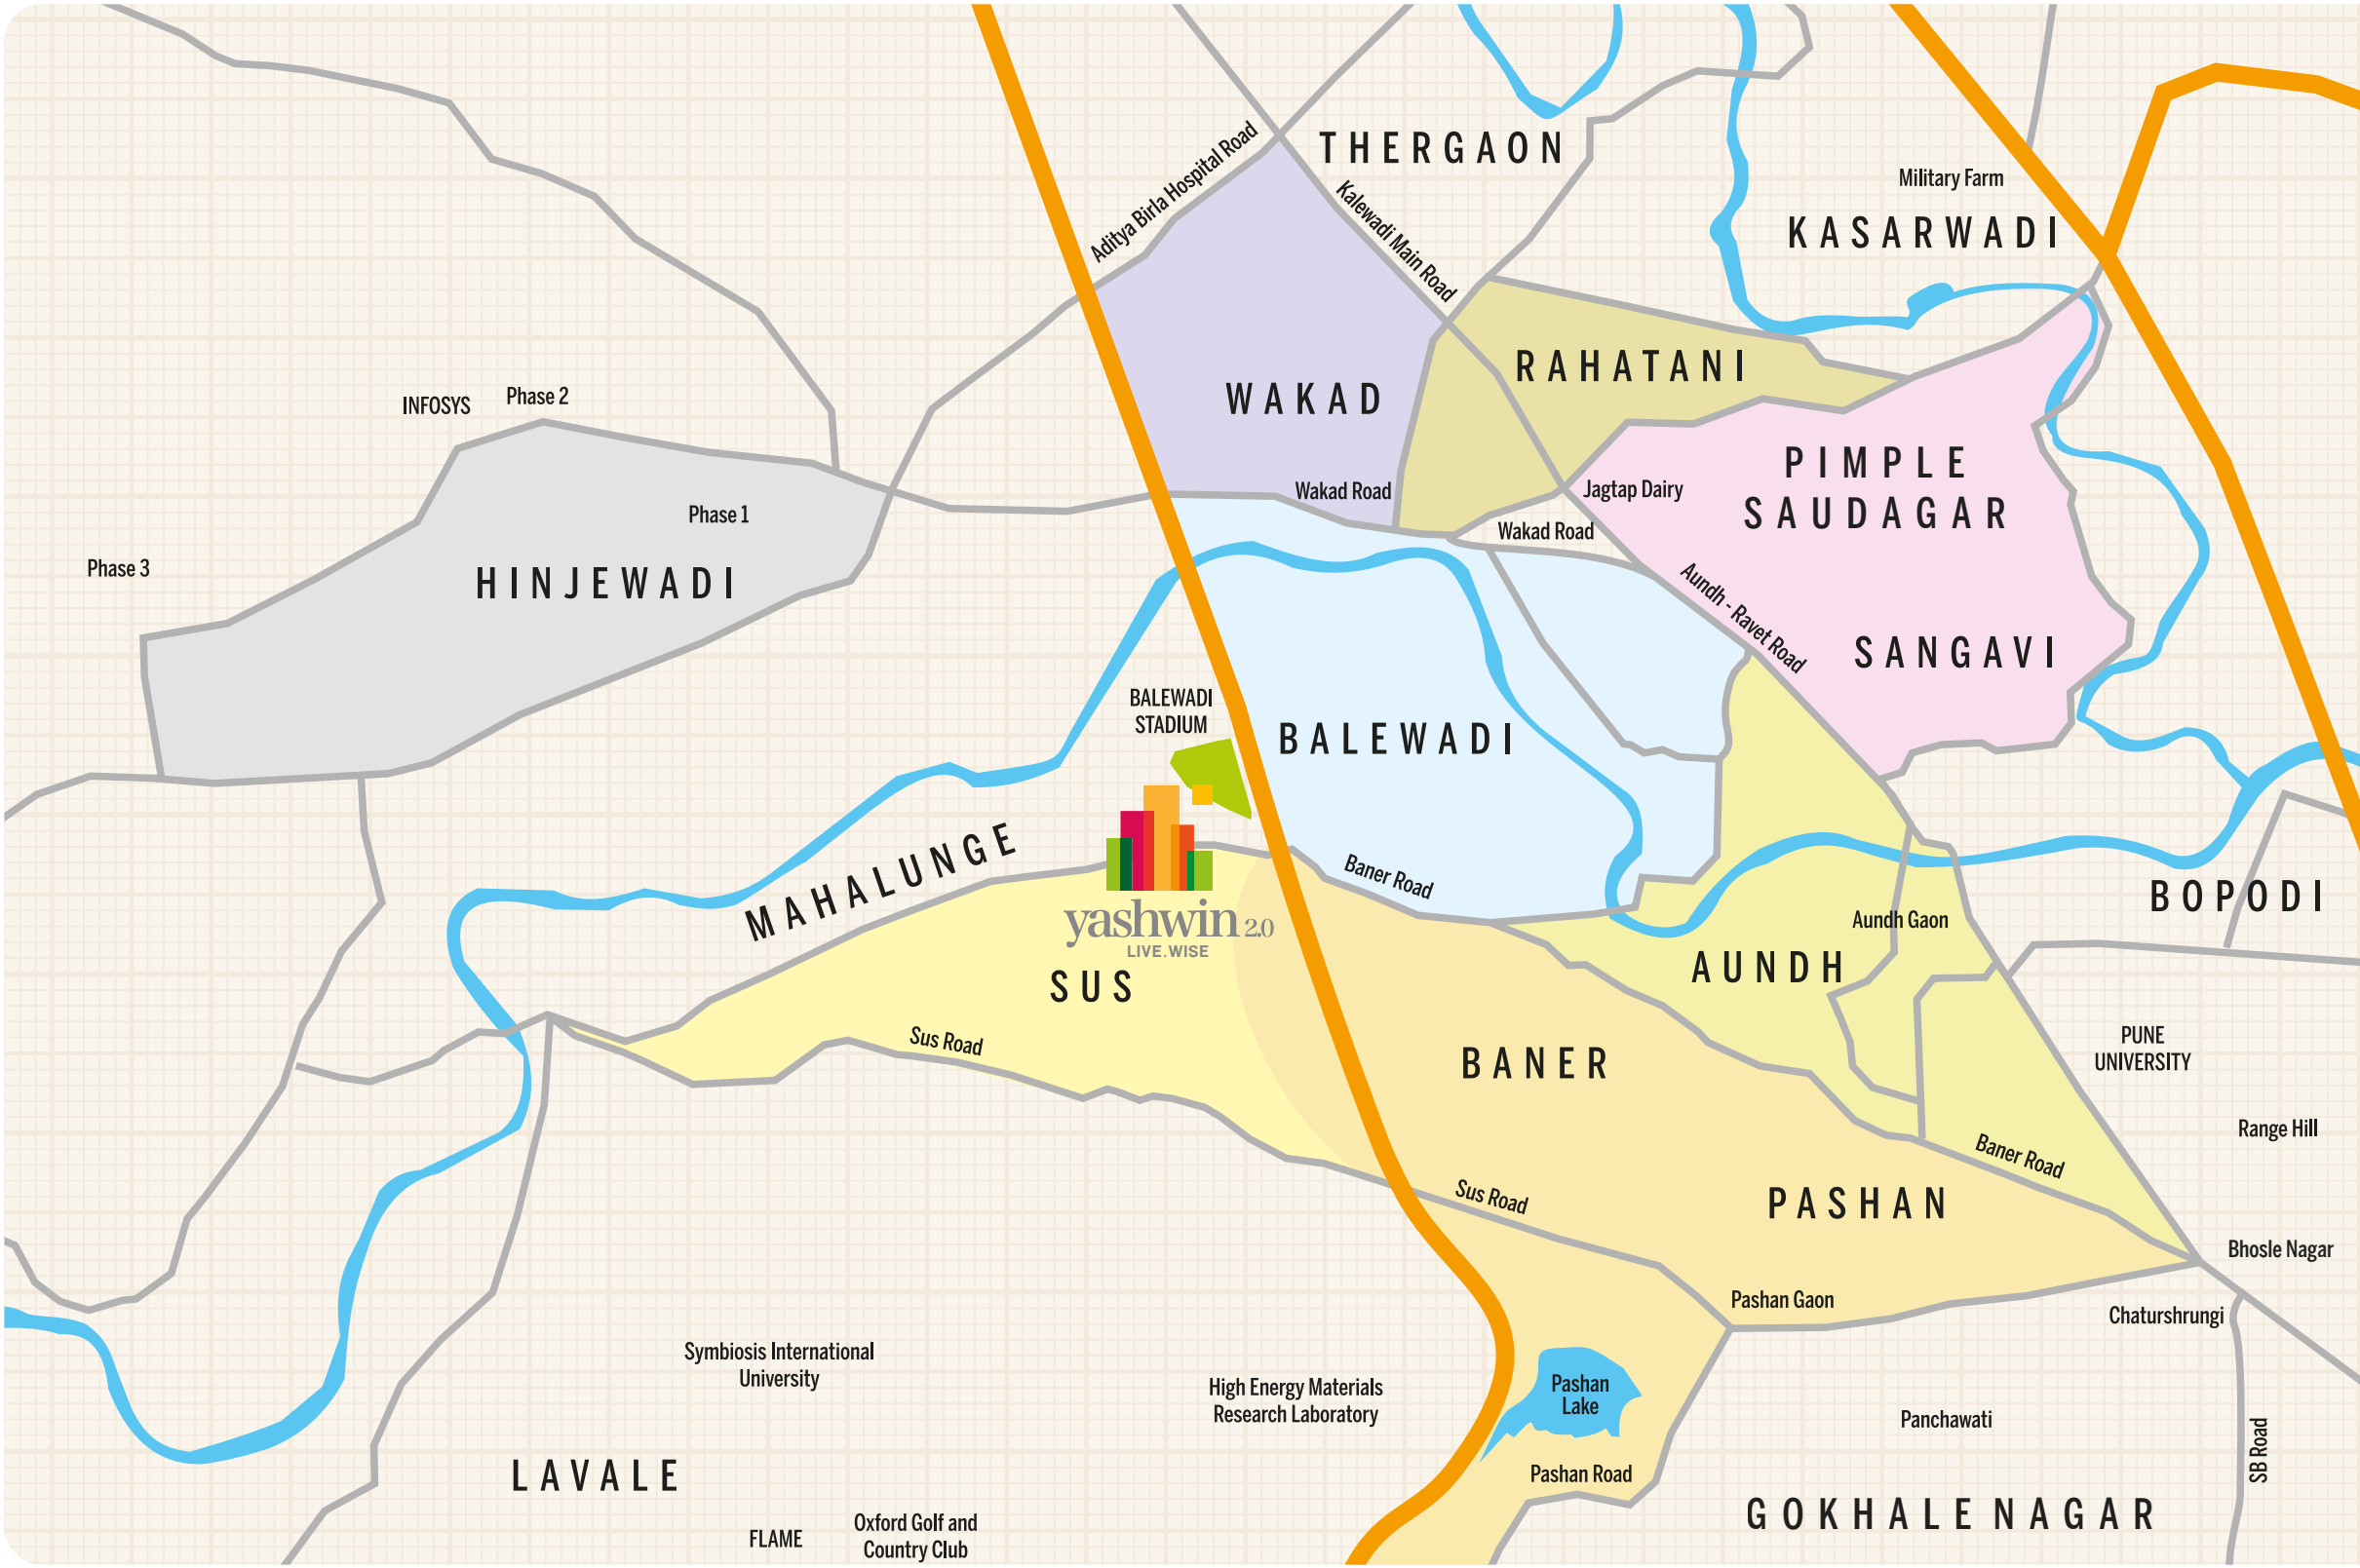 THERGAON
Aditya Birla Hospital Road
Military Farm
Kalewadi Main Road
KASARWADI
RAHATANI
WAKAD
Phase 2
INFOSYS
PIMPLE
SAUDAGAR
Wakad Road
Jagtap Dairy
Phase 1
Wakad Road
Phase 3
HINJEWADI
Aundh - Ravet Road
SANGAVI
BALEWADI
STADIUM
BALEWADI
MAHALUNGE
Baner Road
BOPODI
yashwin 2.0
LIVE.WISE
Aundh Gaon
AUNDH
SUS
Sus Road
PUNE
UNIVERSITY
BANER
Range Hill
Baner Road
Sus Road
PASHAN
Bhosle Nagar
Pashan Gaon
Chaturshrungi
Symbiosis International
University
High Energy Materials
Research Laboratory
Pashan
Lake
Panchawati
SB Road
LAVALE
Pashan Road
GOKHALE NAGAR
FLAME
Oxford Golf and
Country Club